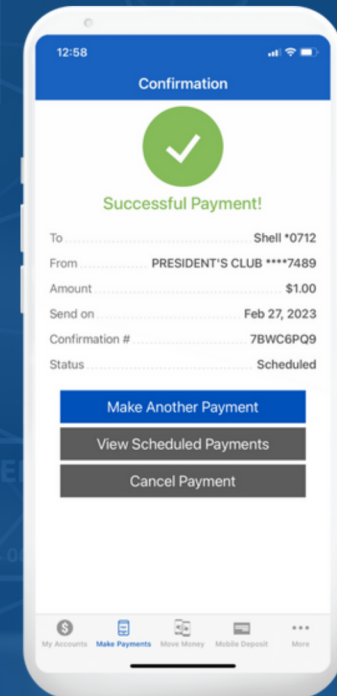 12:58
Confirmation
Successful Payment!
To Shell *0712
From PRESIDENT'S CLUB ****7489
Amount $1.00
Send on Feb 27, 2023
Confirmation # 7BWC6PQ9
Status Scheduled
Make Another Payment
View Scheduled Payments
Cancel Payment
My Accounts Make Payments Move Money Mobile Deposit More